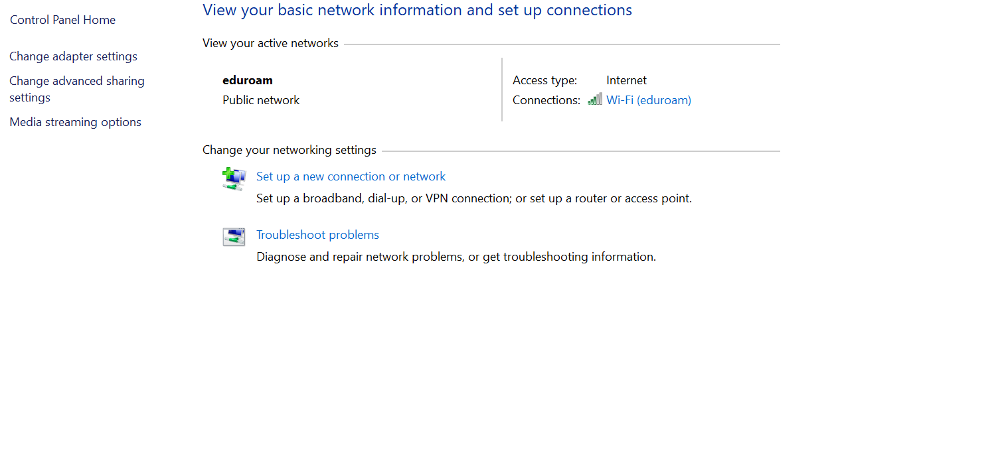 Control Panel Home
Change adapter settings
Change advanced sharing
settings
Media streaming options
View your basic network information and set up connections
View your active networks
eduroam
Public network
Access type: Internet
Connections: Wi-Fi (eduroam)
Change your networking settings
Set up a new connection or network
Set up a broadband, dial-up, or VPN connection; or set up a router or access point.
Troubleshoot problems
Diagnose and repair network problems, or get troubleshooting information.